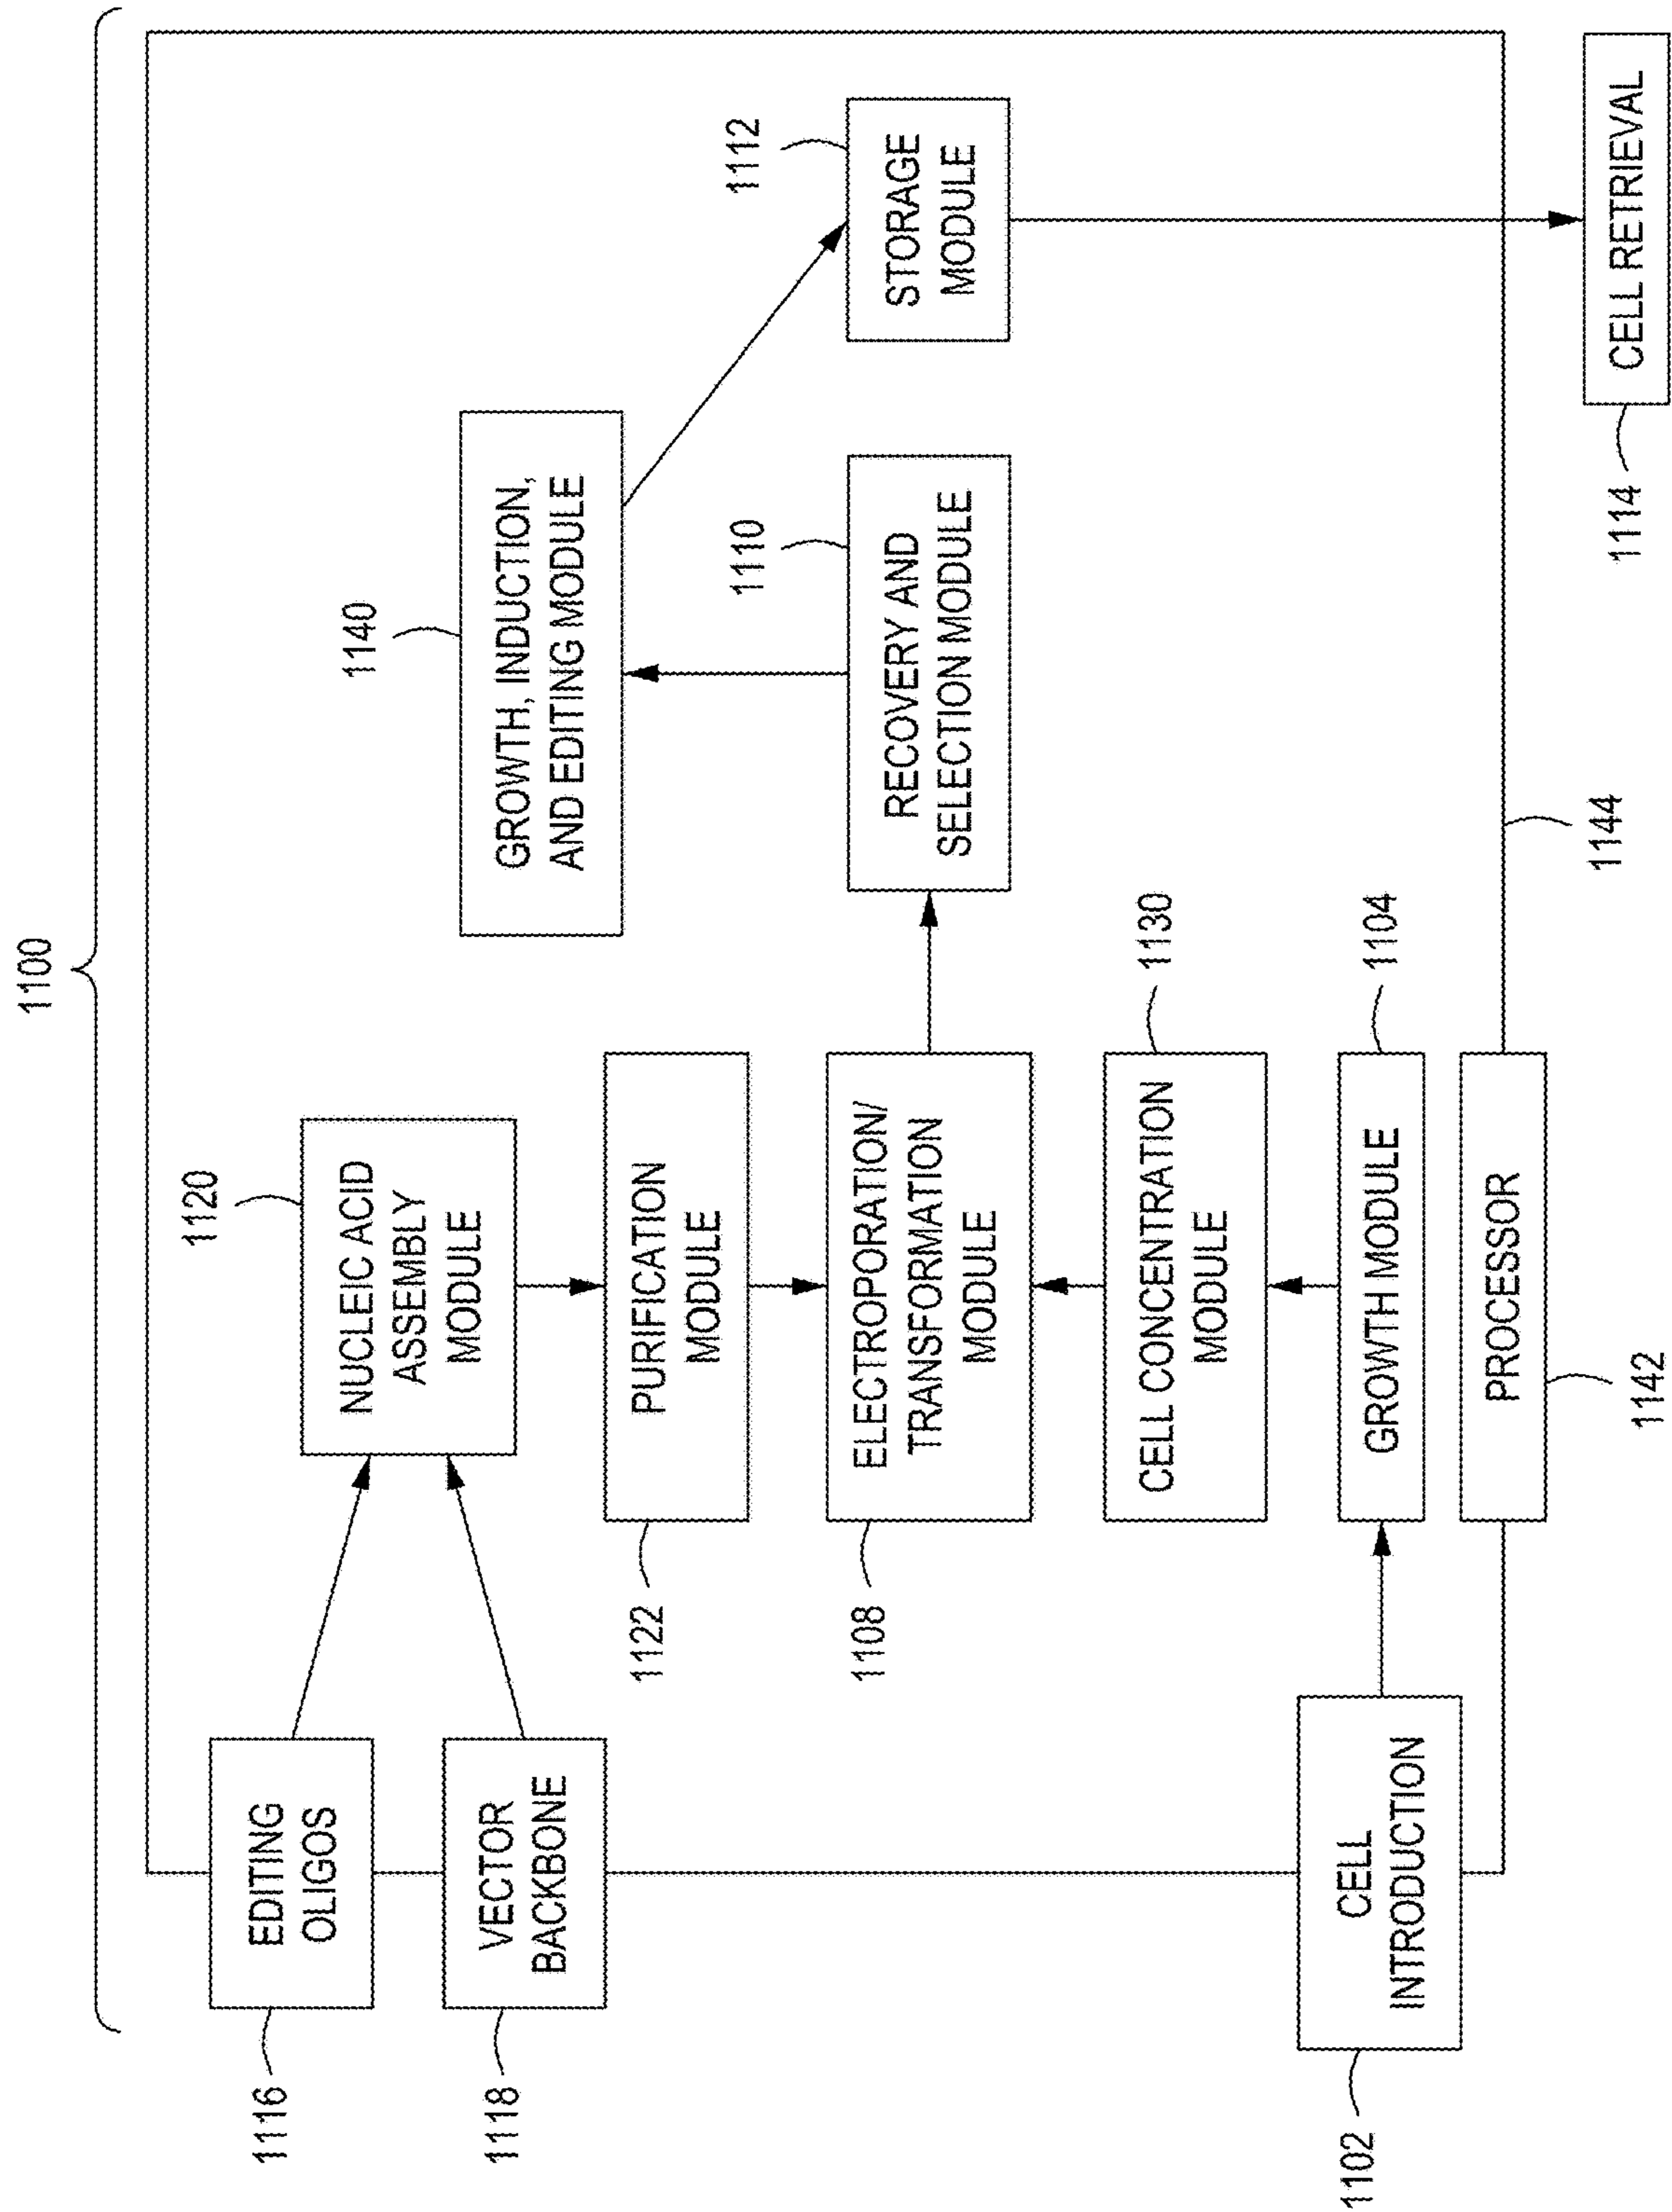 1100
1116
EDITING
OLIGOS
1118
VECTOR
BACKBONE
1120
NUCLEIC ACID
ASSEMBLY
MODULE
1122
PURIFICATION
MODULE
1108
ELECTROPORATION/
TRANSFORMATION
MODULE
CELL CONCENTRATION
MODULE
1130
GROWTH MODULE
1104
1102
CELL
INTRODUCTION
PROCESSOR
1142
1144
1140
GROWTH, INDUCTION,
AND EDITING MODULE
1110
RECOVERY AND
SELECTION MODULE
1112
STORAGE
MODULE
1114
CELL RETRIEVAL